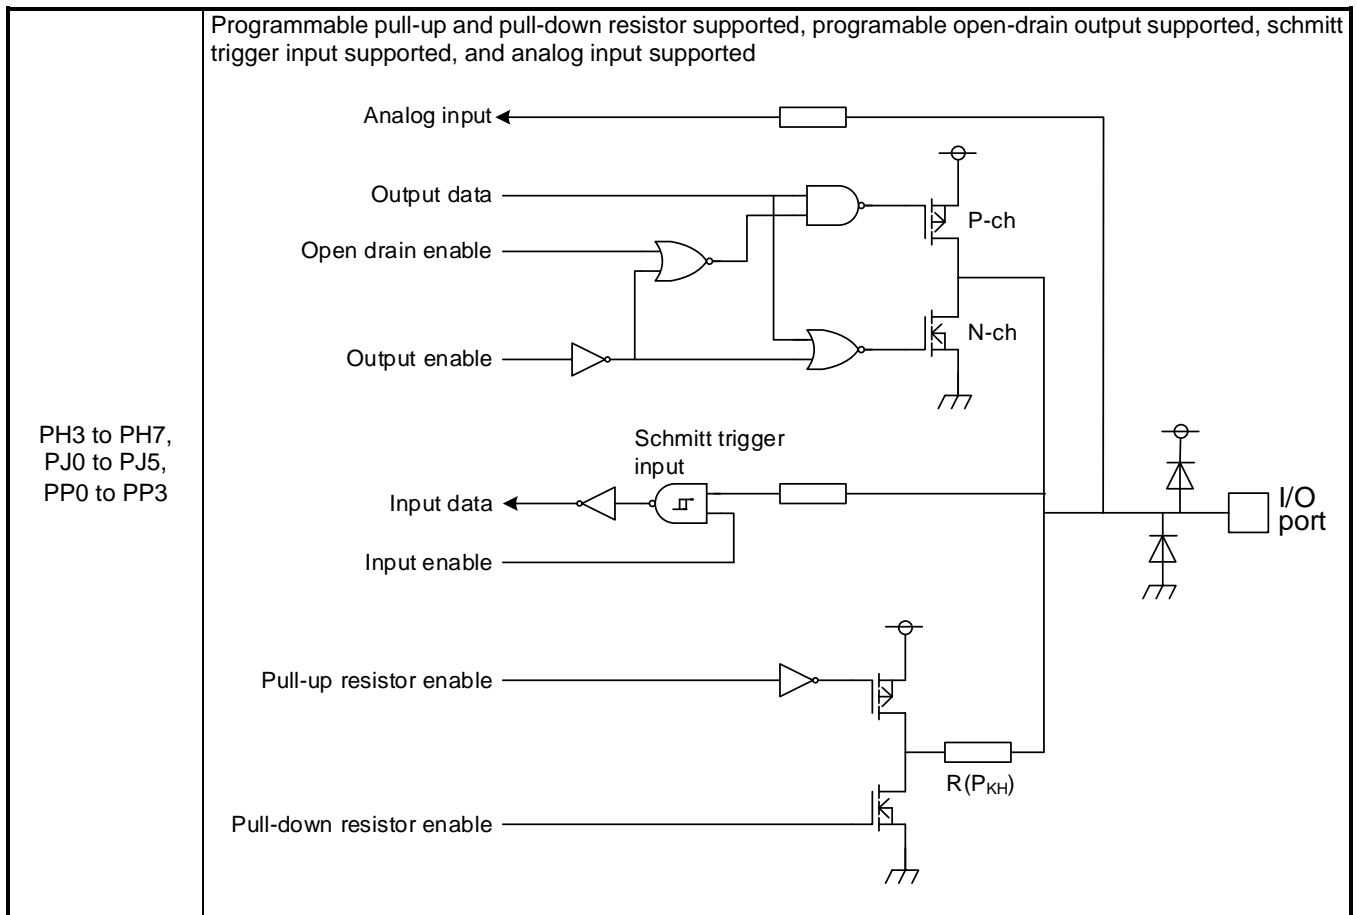 Programmable pull-up and pull-down resistor supported, programable open-drain output supported, schmitt
trigger input supported, and analog input supported
Analog input
Output data
P-ch
Open drain enable
N-ch
Output enable
PH3 to PH7,
PJ0 to PJ5,
PP0 to PP3
Schmitt trigger
input
Input data
I/O
port
Input enable
Pull-up resistor enable
R(PKH)
Pull-down resistor enable